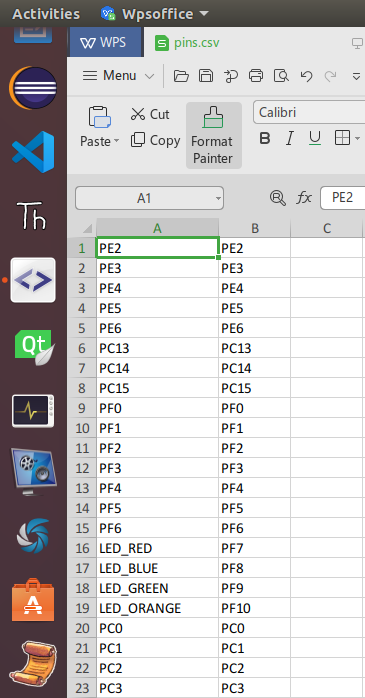 Activities Wpsoffice
WPS pins.csv
Menu
Paste Cut Copy Format Painter Calibri
B I U
A1 fx PE2
A B C
1 PE2 PE2
2 PE3 PE3
3 PE4 PE4
4 PE5 PE5
5 PE6 PE6
6 PC13 PC13
7 PC14 PC14
8 PC15 PC15
9 PF0 PF0
10 PF1 PF1
11 PF2 PF2
12 PF3 PF3
13 PF4 PF4
14 PF5 PF5
15 PF6 PF6
16 LED_RED PF7
17 LED_BLUE PF8
18 LED_GREEN PF9
19 LED_ORANGE PF10
20 PC0 PC0
21 PC1 PC1
22 PC2 PC2
23 PC3 PC3
Th
Qt
A